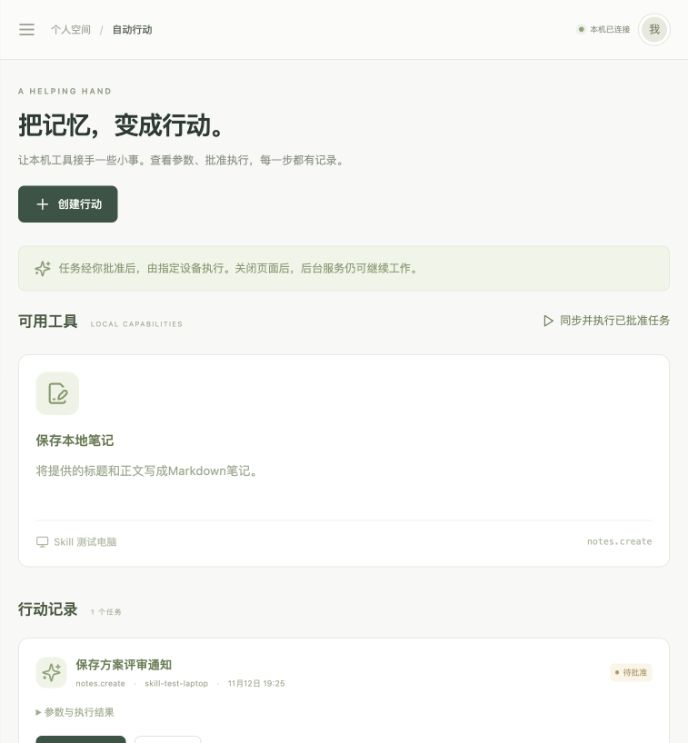 个人空间 / 自动行动
本机已连接
我
A HELPING HAND
把记忆，变成行动。
让本机工具接手一些小事。查看参数、批准执行，每一步都有记录。
创建行动
任务经你批准后，由指定设备执行。关闭页面后，后台服务仍可继续工作。
可用工具 LOCAL CAPABILITIES
同步并执行已批准任务
保存本地笔记
将提供的标题和正文写成Markdown笔记。
Skill 测试电脑
notes.create
行动记录 1 个任务
保存方案评审通知
待批准
notes.create · skill-test-laptop · 11月12日 19:25
参数与执行结果